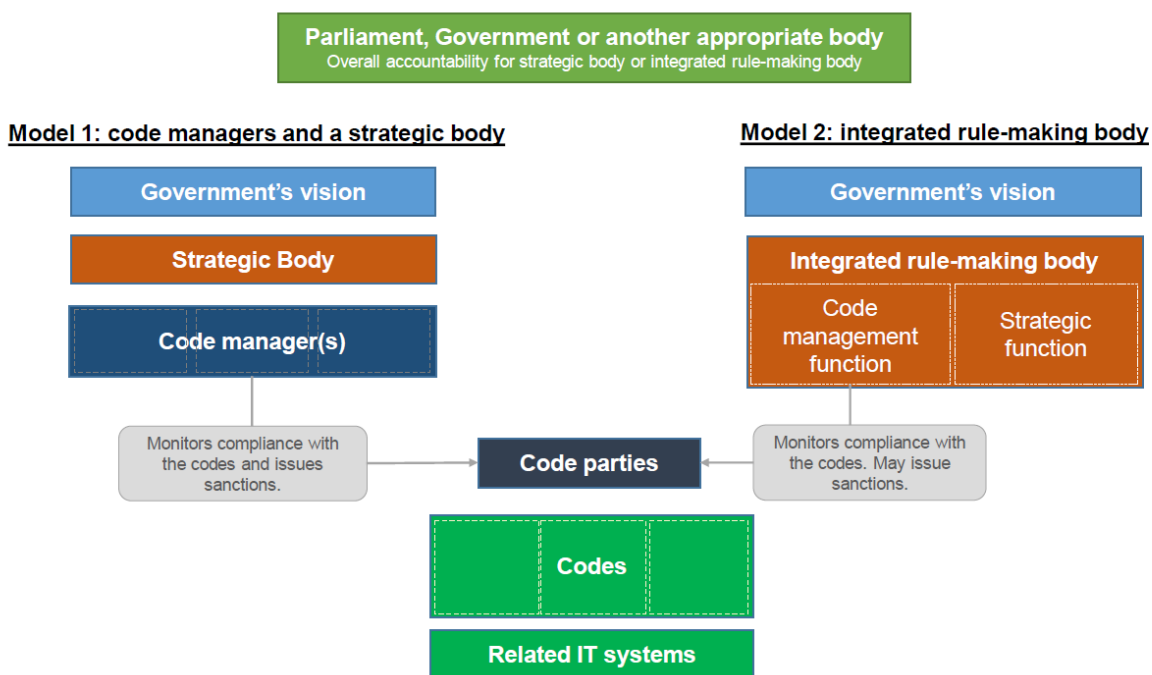 Parliament, Government or another appropriate body
Overall accountability for strategic body or integrated rule-making body
Model 1: code managers and a strategic body
Government’s vision
Strategic Body
Code manager(s)
Monitors compliance with
the codes and issues
sanctions.
Model 2: integrated rule-making body
Government’s vision
Integrated rule-making body
Code
management
function
Strategic
function
Monitors compliance with
the codes. May issue
sanctions.
Code parties
Codes
Related IT systems